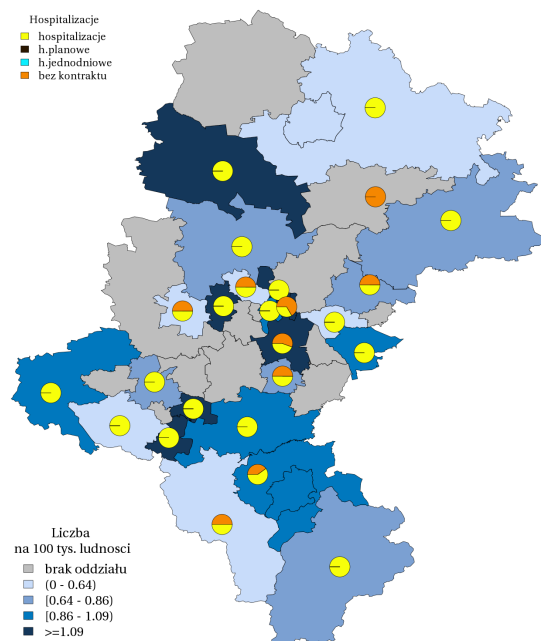 Hospitalizacje
hospitalizacje
h.planowe
h.jednodniowe
bez kontraktu
Liczba
na 100 tys. ludnosci
brak oddziału
(0 - 0.64)
[0.64 - 0.86)
[0.86 - 1.09)
>=1.09